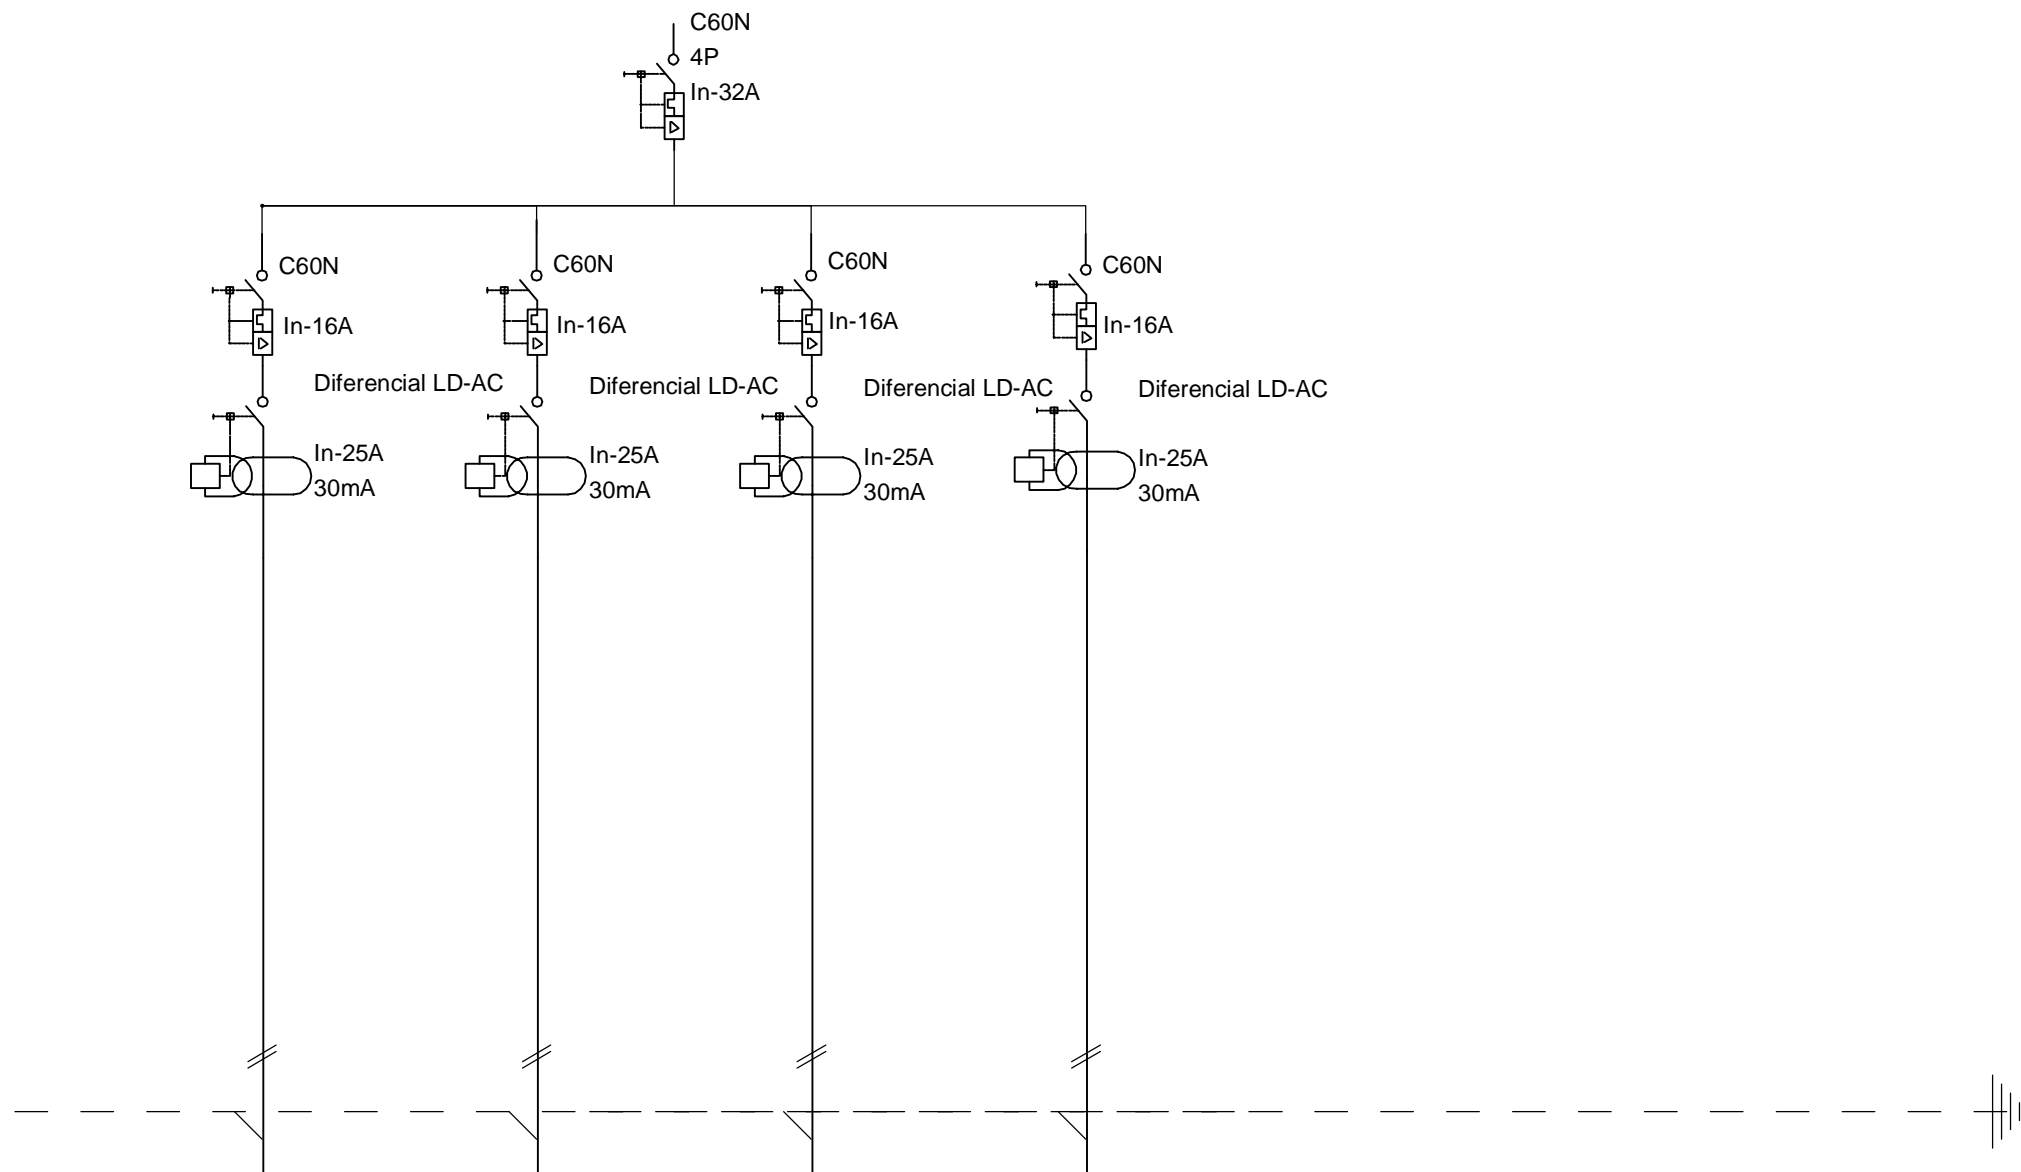 C60N
4P
In-32A
C60N
C60N
C60N
C60N
In-16A
In-16A
In-16A
In-16A
Diferencial LD-AC
Diferencial LD-AC
Diferencial LD-AC
Diferencial LD-AC
In-25A
In-25A
In-25A
In-25A
30mA
30mA
30mA
30mA